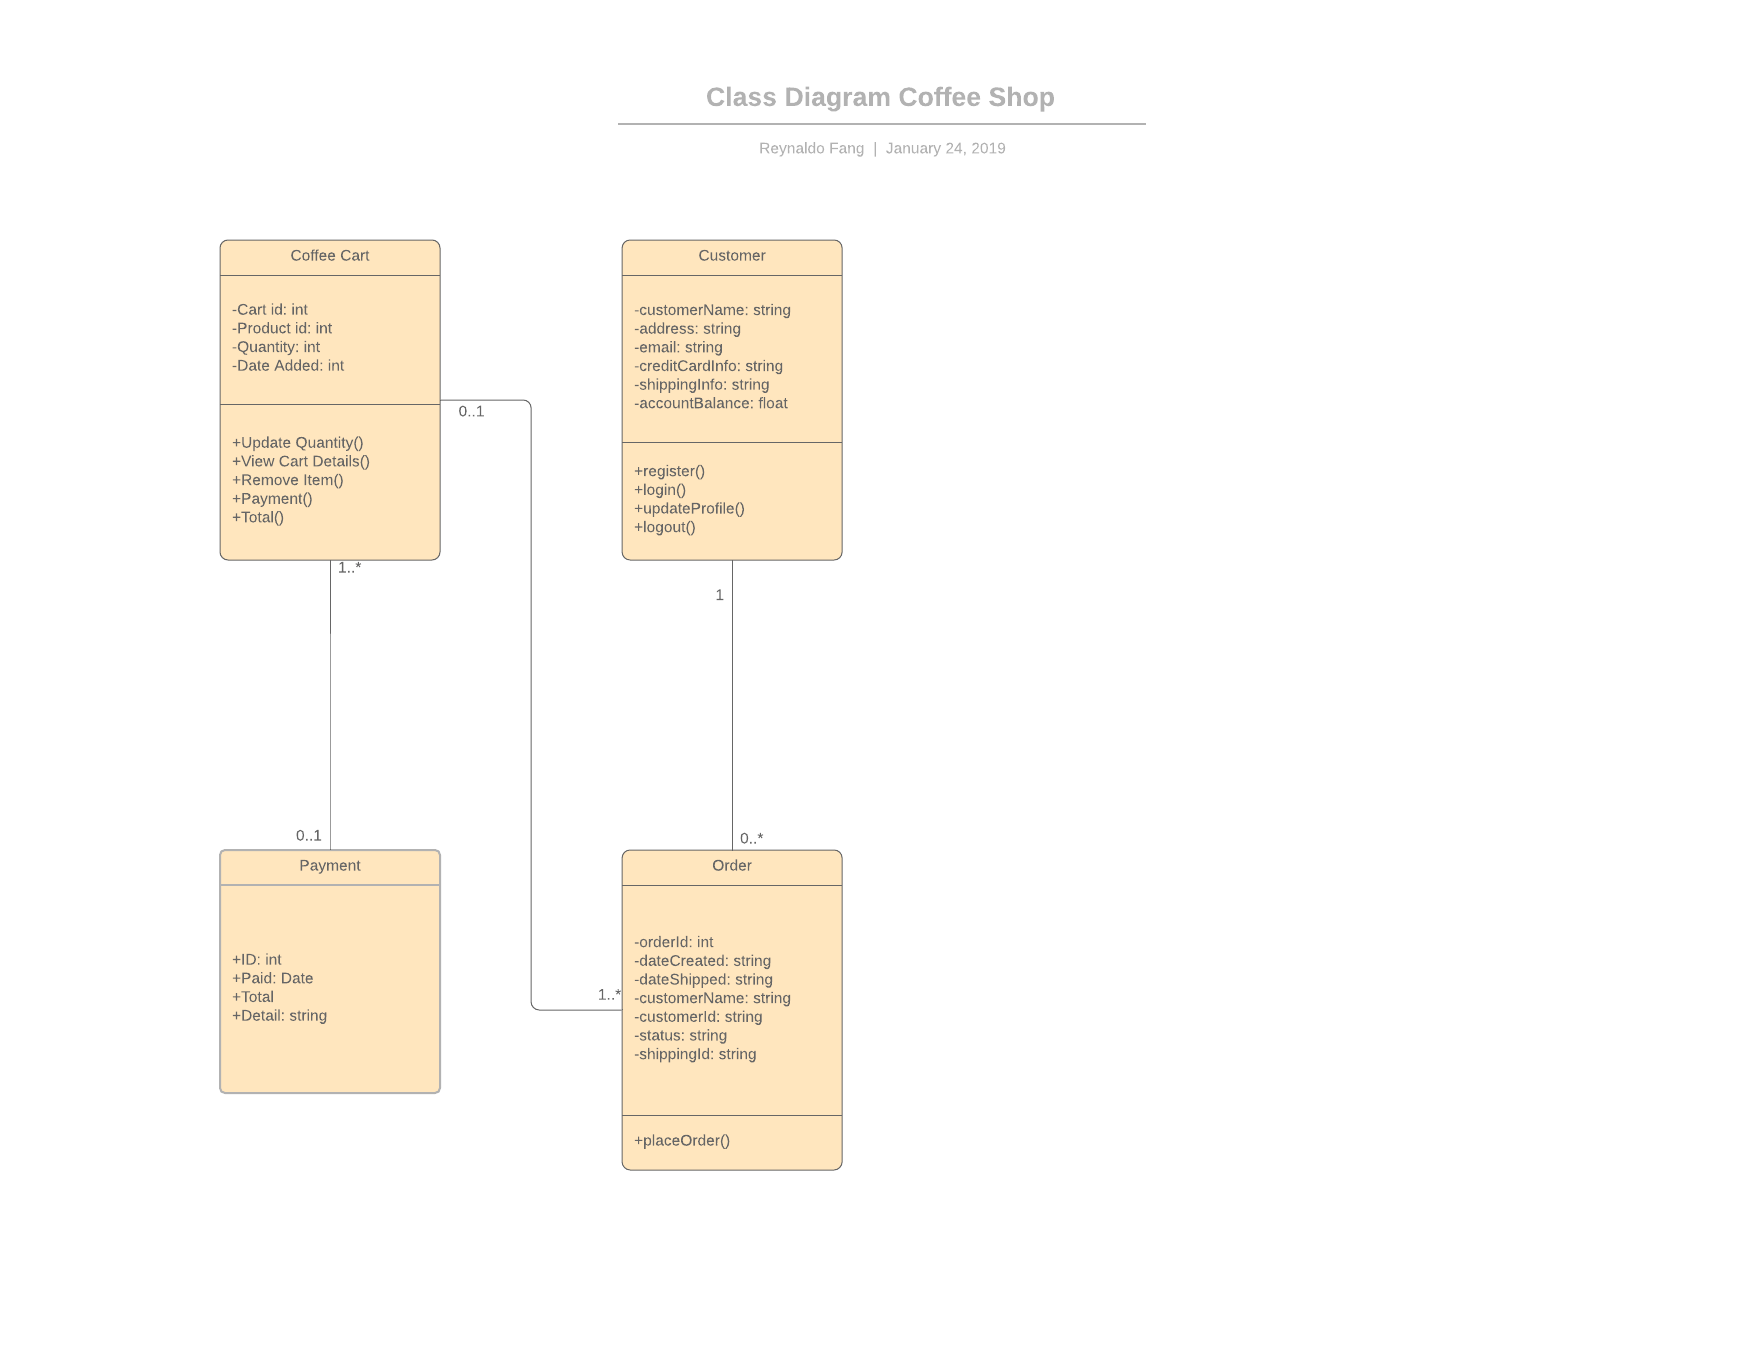 Class Diagram Coffee Shop
Reynaldo Fang | January 24, 2019
Coffee Cart
-Cart id: int
-Product id: int
-Quantity: int
-Date Added: int
+Update Quantity()
+View Cart Details()
+Remove Item()
+Payment()
+Total()
0..1
1..*
Customer
-customerName: string
-address: string
-email: string
-creditCardInfo: string
-shippingInfo: string
-accountBalance: float
+register()
+login()
+updateProfile()
+logout()
1
0..1
Payment
+ID: int
+Paid: Date
+Total
+Detail: string
0..*
1..*
Order
-orderId: int
-dateCreated: string
-dateShipped: string
-customerName: string
-customerId: string
-status: string
-shippingId: string
+placeOrder()